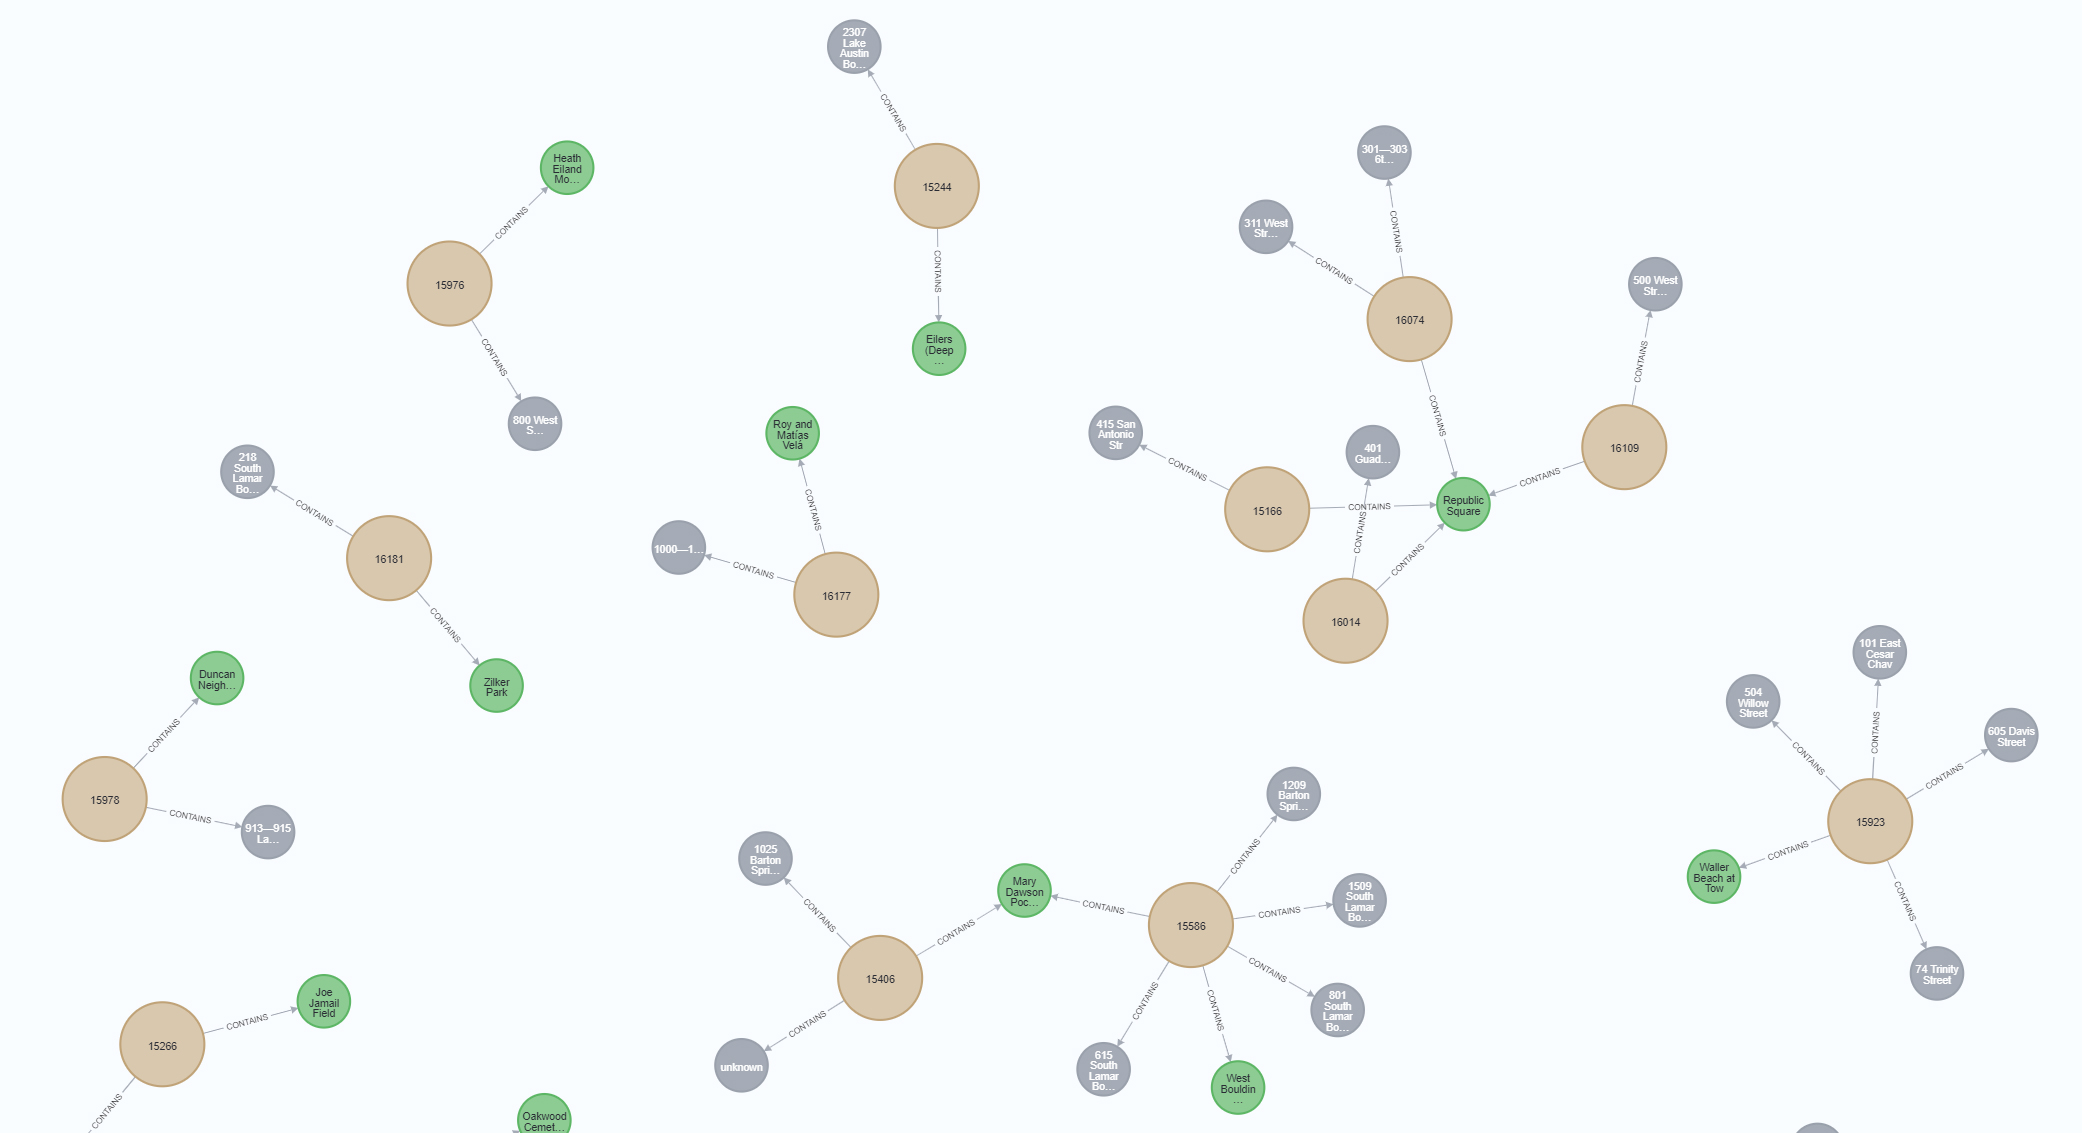 2307
Lake
Austin
Bo...
CONTAINS
15244
CONTAINS
Eilers
(Deep
...
Heath
Eiland
Mo...
CONTAINS
15976
CONTAINS
800 West
S...
301—303
6t...
CONTAINS
311 West
Str...
CONTAINS
16074
CONTAINS
500 West
Str...
CONTAINS
16109
CONTAINS
415 San
Antonio
Str
CONTAINS
401
Guad...
CONTAINS
15166
CONTAINS
Republic
Square
CONTAINS
16014
Roy and
Matías
Velá
CONTAINS
1000—1...
CONTAINS
16177
218
South
Lamar
Bo...
CONTAINS
16181
CONTAINS
Zilker
Park
Duncan
Neigh...
CONTAINS
15978
CONTAINS
913—915
La...
101 East
Cesar
Chav
CONTAINS
504
Willow
Street
CONTAINS
605 Davis
Street
CONTAINS
15923
CONTAINS
Waller
Beach at
Tow
CONTAINS
74 Trinity
Street
1025
Barton
Spri...
CONTAINS
Mary
Dawson
Poc...
CONTAINS
15406
CONTAINS
unknown
CONTAINS
1209
Barton
Spri...
CONTAINS
1509
South
Lamar
Bo...
CONTAINS
15586
CONTAINS
801
South
Lamar
Bo...
CONTAINS
615
South
Lamar
Bo...
CONTAINS
West
Bouldin
...
Joe
Jamail
Field
CONTAINS
15266
CONTAINS
Oakwood
Cemet...